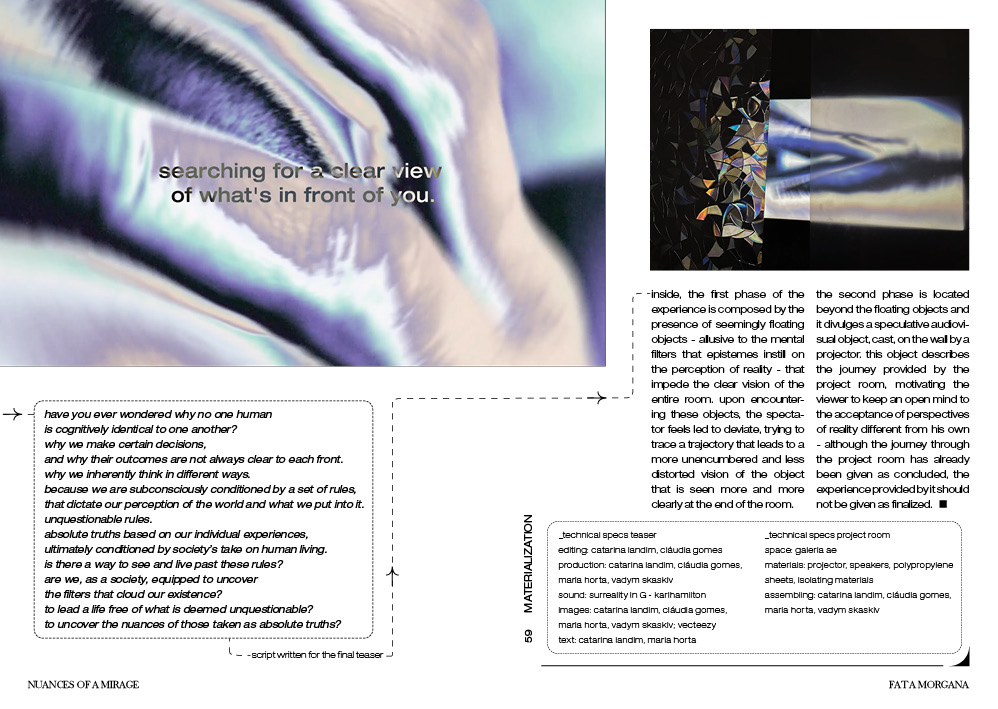 searching for a clear view
of what's in front of you.
have you ever wondered why no one human
is cognitively identical to one another?
why we make certain decisions,
and why their outcomes are not always clear to each front.
why we inherently think in different ways.
because we are subconsciously conditioned by a set of rules,
that dictate our perception of the world and what we put into it.
unquestionable rules.
absolute truths based on our individual experiences,
ultimately conditioned by society's take on human living.
is there a way to see and live past these rules?
are we, as a society, equipped to uncover
the filters that cloud our existence?
to lead a life free of what is deemed unquestionable?
to uncover the nuances of those taken as absolute truths?
-script written for the final teaser
inside, the first phase of the
experience is composed by the
presence of seemingly floating
objects - allusive to the mental
filters that epistemes instill on
the perception of reality - that
impede the clear vision of the
entire room. upon encounter-
ing these objects, the specta-
tor feels led to deviate, trying to
trace a trajectory that leads to a
more unencumbered and less
distorted vision of the object
that is seen more and more
clearly at the end of the room.
the second phase is located
beyond the floating objects and
it divulges a speculative audiovi-
sual object, cast, on the wall by a
projector. this object describes
the journey provided by the
project room, motivating the
viewer to keep an open mind to
the acceptance of perspectives
of reality different from his own
- although the journey through
the project room has already
been given as concluded, the
experience provided by it should
not be given as finalized. ■
59 MATERIALIZATION
_technical specs teaser
editing: catarina landim, cláudia gomes
production: catarina landim, cláudia gomes,
maria horta, vadym skaskiv
sound: surreality in G - karlhamilton
images: catarina landim, cláudia gomes,
maria horta, vadym skaskiv; vecteezy
text: catarina landim, maria horta
_technical specs project room
space: galeria ae
materials: projector, speakers, polypropylene
sheets, isolating materials
assembling: catarina landim, cláudia gomes,
maria horta, vadym skaskiv
NUANCES OF A MIRAGE
FATA MORGANA